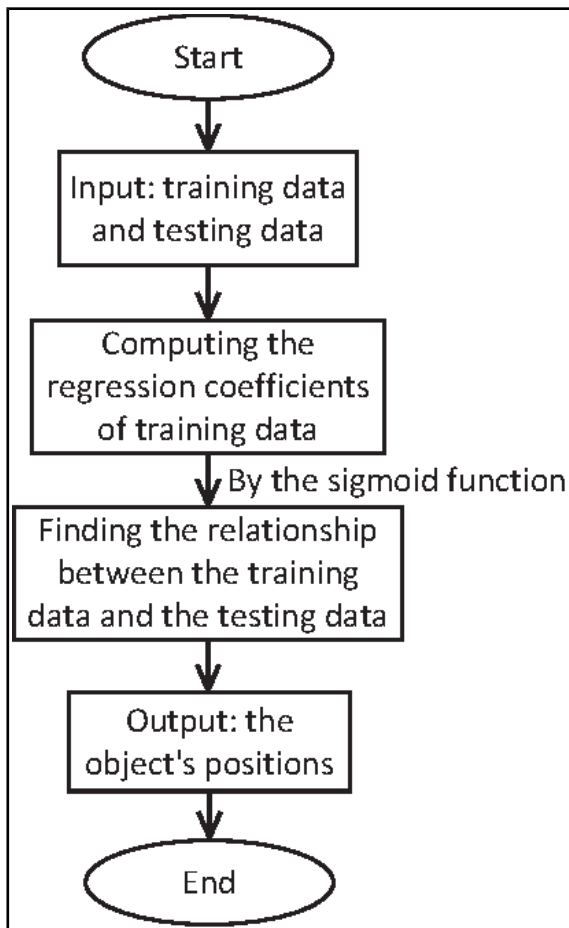 Start
Input: training data
and testing data
Computing the
regression coefficients
of training data
By the sigmoid function
Finding the relationship
between the training
data and the testing data
Output: the
object's positions
End